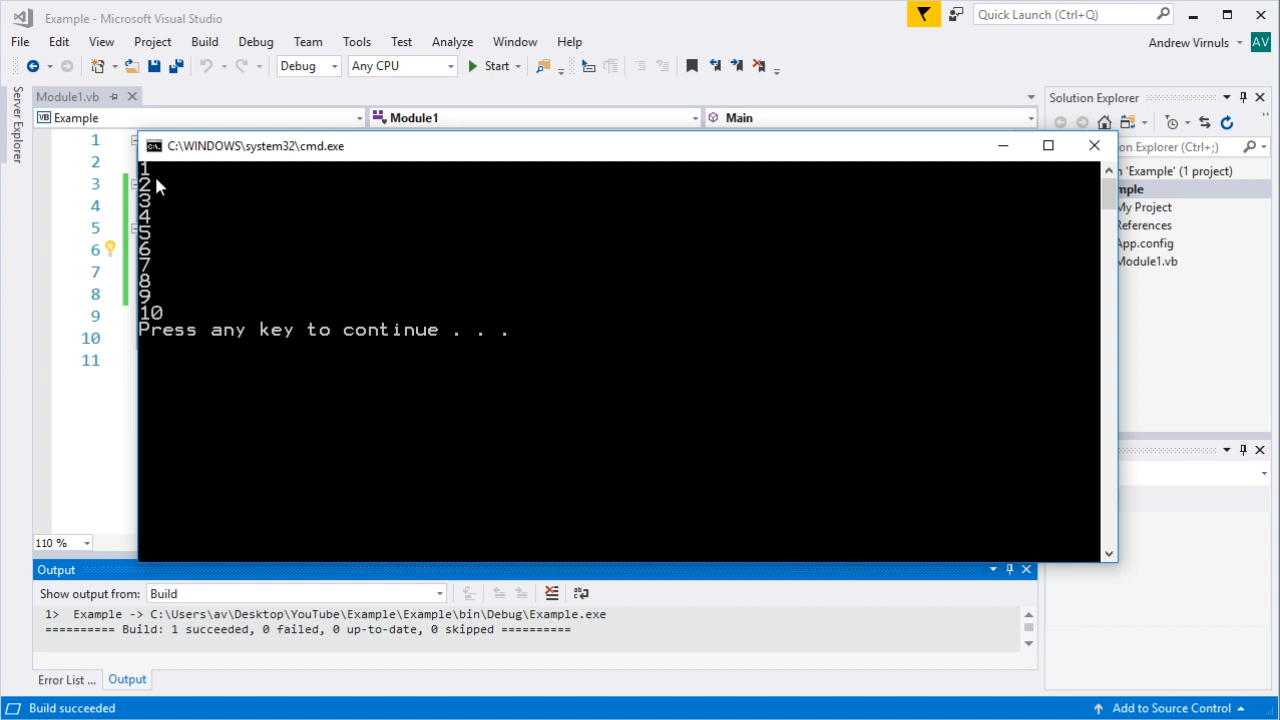 Example - Microsoft Visual Studio
Quick Launch (Ctrl+Q)
File Edit View Project Build Debug Team Tools Test Analyze Window Help
Andrew Virnuls AV
Debug Any CPU Start
Server Explorer
Module1.vb
Solution Explorer
VB Example Module1 Main
C:\WINDOWS\system32\cmd.exe
on Explorer (Ctrl+;)
n 'Example' (1 project)
mple
My Project
References
App.config
Module1.vb
1
2
3
4
5
6
7
8
9
10
11
1
2
3
4
5
6
7
8
9
10
Press any key to continue . . .
110 %
Output
Show output from: Build
1> Example -> C:\Users\av\Desktop\YouTube\Example\Example\bin\Debug\Example.exe
========== Build: 1 succeeded, 0 failed, 0 up-to-date, 0 skipped ==========
Error List ... Output
Build succeeded
Add to Source Control